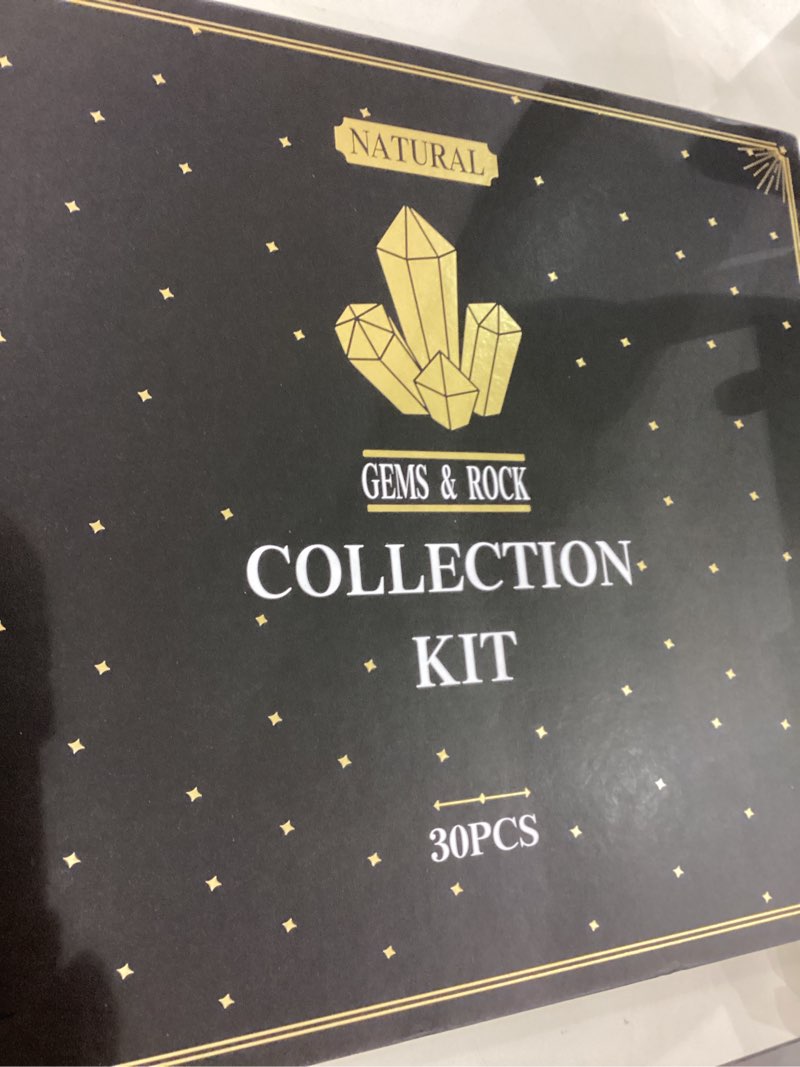 NATURAL
GEMS & ROCK
COLLECTION
KIT
30PCS